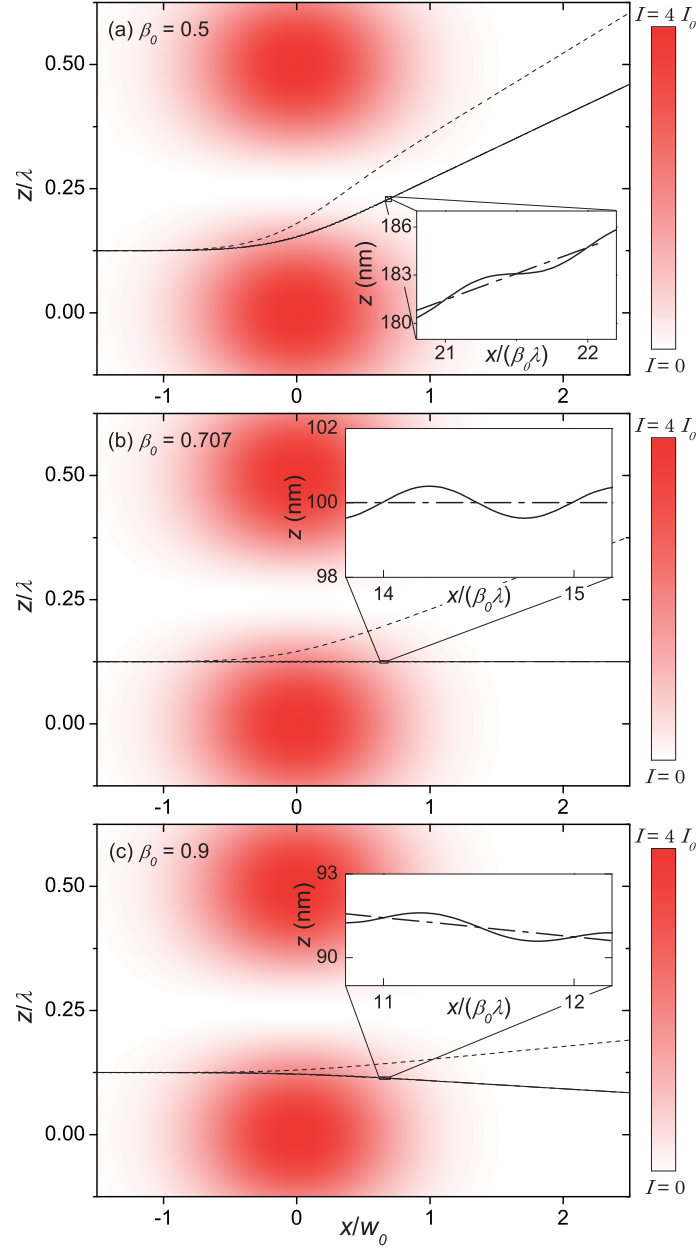 (a) β₀ = 0.5
I = 4 I₀
0.50
0.25
0.00
z/λ
186
183
180
z (nm)
21
22
x/(β₀λ)
I = 0
-1
0
1
2
(b) β₀ = 0.707
I = 4 I₀
0.50
0.25
0.00
z/λ
102
100
98
z (nm)
14
15
x/(β₀λ)
I = 0
-1
0
1
2
(c) β₀ = 0.9
I = 4 I₀
0.50
0.25
0.00
z/λ
93
90
z (nm)
11
12
x/(β₀λ)
I = 0
-1
0
1
2
x/w₀